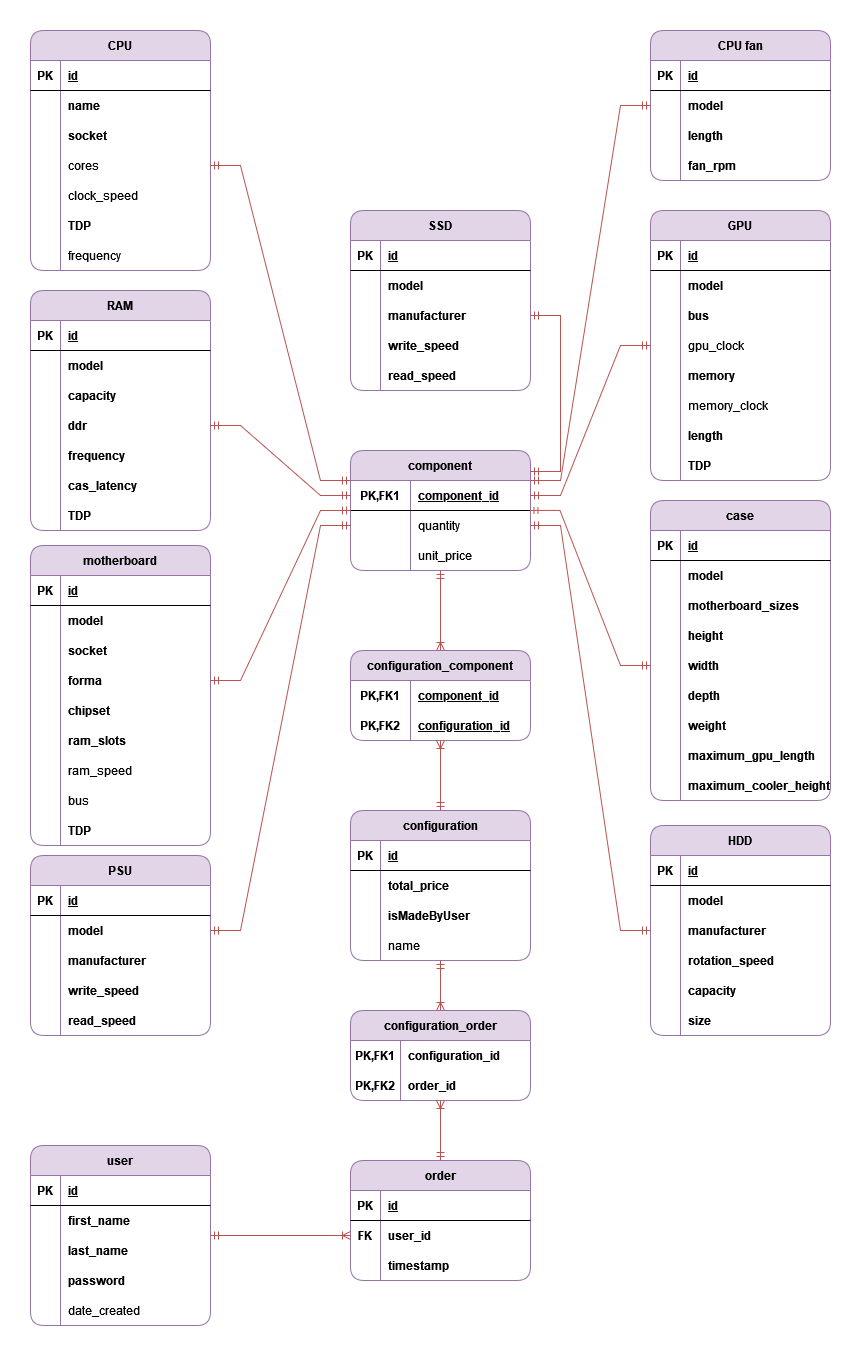 CPU
PK id
name
socket
cores
clock_speed
TDP
frequency
RAM
PK id
model
capacity
ddr
frequency
cas_latency
TDP
motherboard
PK id
model
socket
forma
chipset
ram_slots
ram_speed
bus
TDP
PSU
PK id
model
manufacturer
write_speed
read_speed
user
PK id
first_name
last_name
password
date_created
SSD
PK id
model
manufacturer
write_speed
read_speed
component
PK,FK1 component_id
quantity
unit_price
configuration_component
PK,FK1 component_id
PK,FK2 configuration_id
configuration
PK id
total_price
isMadeByUser
name
configuration_order
PK,FK1 configuration_id
PK,FK2 order_id
order
PK id
FK user_id
timestamp
CPU fan
PK id
model
length
fan_rpm
GPU
PK id
model
bus
gpu_clock
memory
memory_clock
length
TDP
case
PK id
model
motherboard_sizes
height
width
depth
weight
maximum_gpu_length
maximum_cooler_height
HDD
PK id
model
manufacturer
rotation_speed
capacity
size